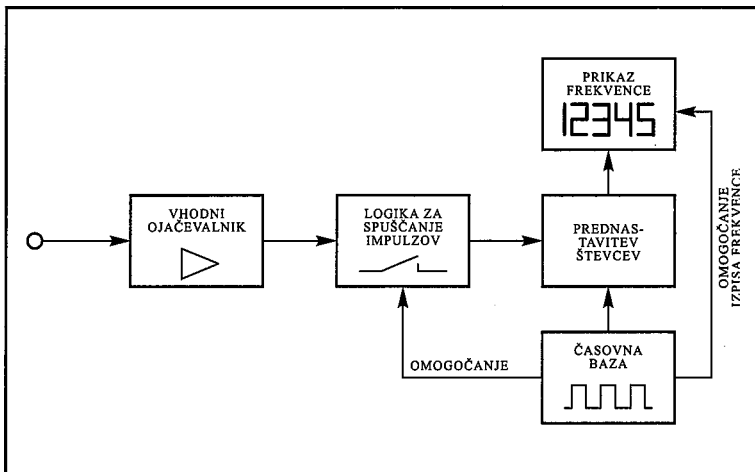 PRIKAZ
FREKVENCE
12345
VHODNI
OJAČEVALNIK
LOGIKA ZA
SPUŠČANJE
IMPULZOV
PREDNAS-
TAVITEV
ŠTEVCEV
OMOGOČANJE
IZPISA FREKVENCE
OMOGOČANJE
ČASOVNA
BAZA